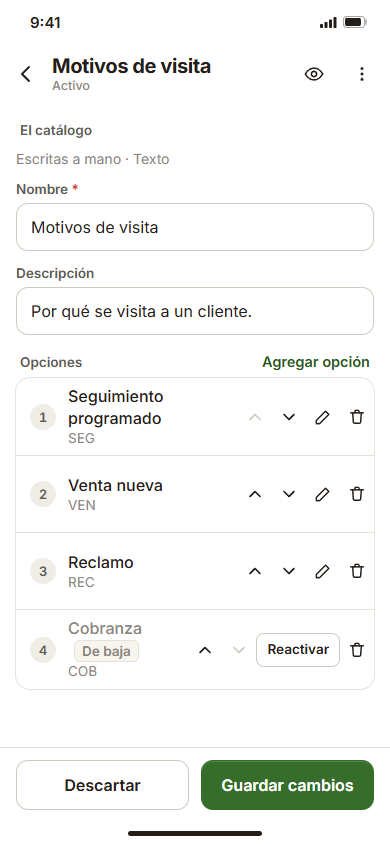 9:41
Motivos de visita
Activo
El catálogo
Escritas a mano · Texto
Nombre *
Motivos de visita
Descripción
Por qué se visita a un cliente.
Opciones
Agregar opción
1
Seguimiento
programado
SEG
2
Venta nueva
VEN
3
Reclamo
REC
4
Cobranza
De baja
COB
Reactivar
Descartar
Guardar cambios